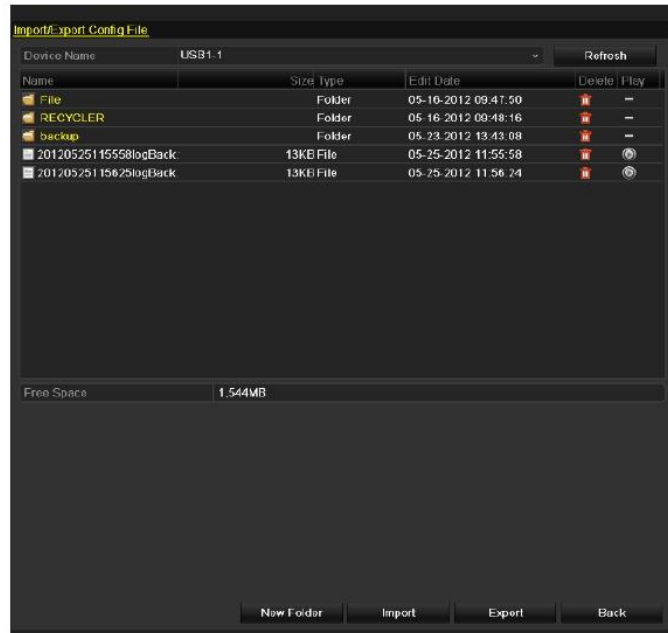 Import/Export Config File
Device Name USB1-1 Refresh
Name Size Type Edit Date Delete Play
File Folder 05-16-2012 09:47:50 –
RECYCLER Folder 05-16-2012 09:48:16 –
backup Folder 05-23-2012 13:43:08 –
20120525115558logBack. 13KB File 05-25-2012 11:55:58
20120525115625logBack. 13KB File 05-25-2012 11:56:24
Free Space 1,544MB
New Folder Import Export Back